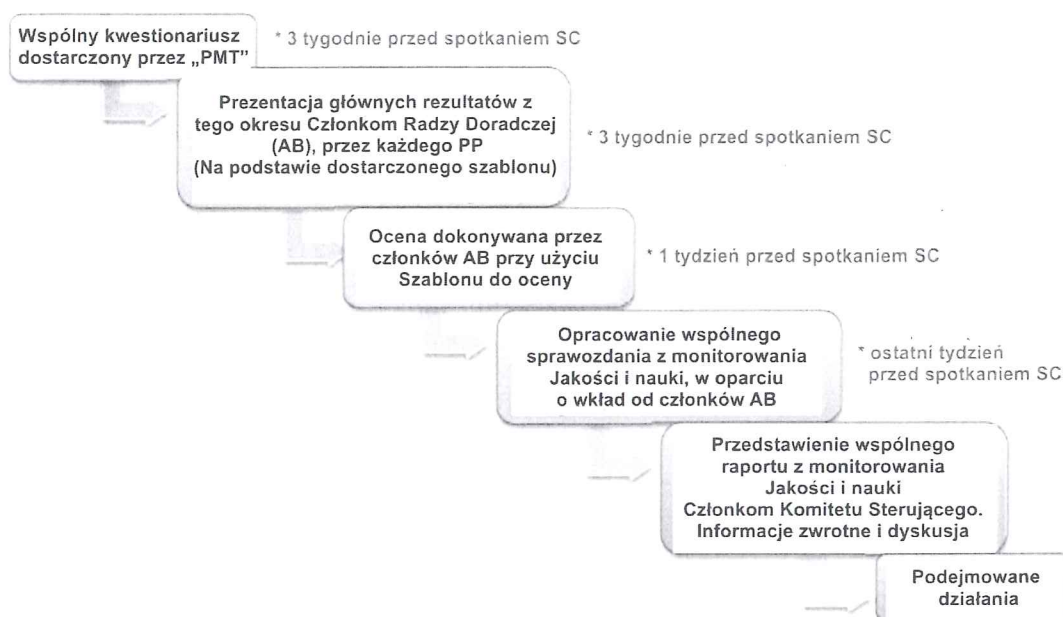 Wspólny kwestionariusz
dostarczony przez „PMT”
* 3 tygodnie przed spotkaniem SC
Prezentacja głównych rezultatów z
tego okresu Członkom Radzy Doradczej
(AB), przez każdego PP
(Na podstawie dostarczonego szablonu)
* 3 tygodnie przed spotkaniem SC
Ocena dokonywana przez
członków AB przy użyciu
Szablonu do oceny
* 1 tydzień przed spotkaniem SC
Opracowanie wspólnego
sprawozdania z monitorowania
Jakości i nauki, w oparciu
o wkład od członków AB
* ostatni tydzień
przed spotkaniem SC
Przedstawienie wspólnego
raportu z monitorowania
Jakości i nauki
Członkom Komitetu Sterującego.
Informacje zwrotne i dyskusja
Podejmowane
działania